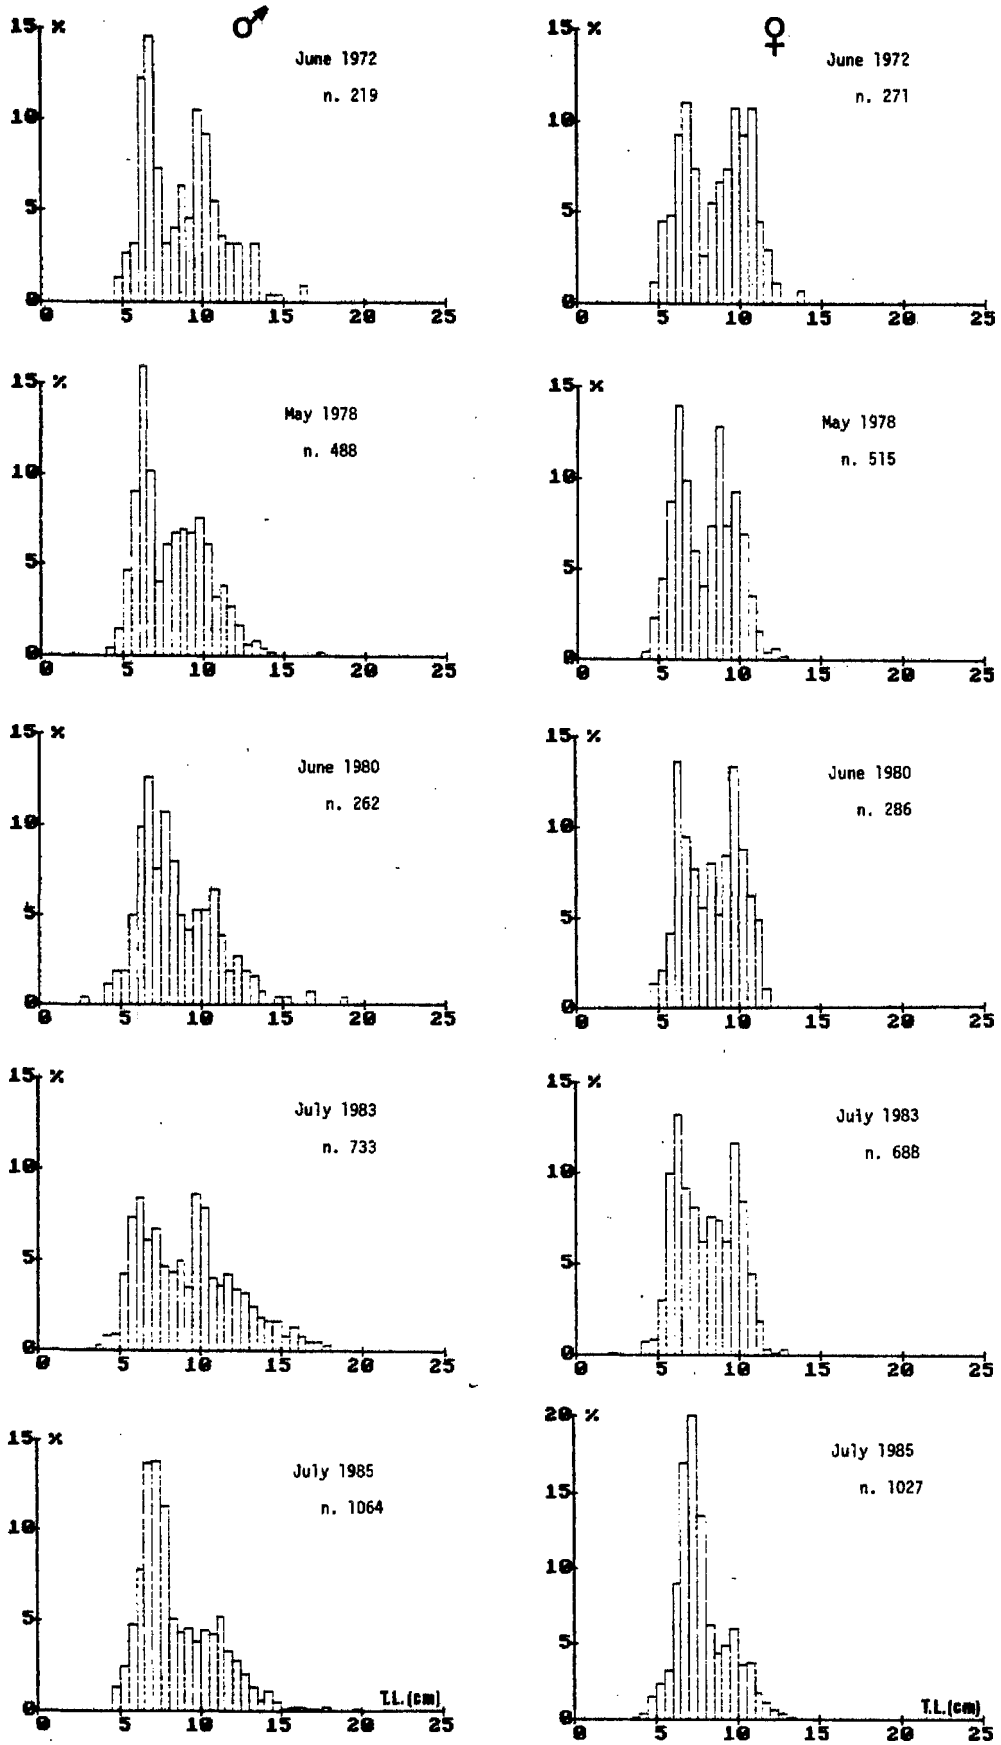 ♂ ♀
15 %
10
5
0
0 5 10 15 20 25
June 1972
n. 219
15 %
10
5
0
0 5 10 15 20 25
June 1972
n. 271
15 %
10
5
0
0 5 10 15 20 25
May 1978
n. 488
15 %
10
5
0
0 5 10 15 20 25
May 1978
n. 515
15 %
10
5
0
0 5 10 15 20 25
June 1980
n. 262
15 %
10
5
0
0 5 10 15 20 25
June 1980
n. 286
15 %
10
5
0
0 5 10 15 20 25
July 1983
n. 733
15 %
10
5
0
0 5 10 15 20 25
July 1983
n. 688
15 %
10
5
0
0 5 10 15 20 25
July 1985
n. 1064
T.L.(cm)
20 %
15
10
5
0
0 5 10 15 20 25
July 1985
n. 1027
T.L.(cm)